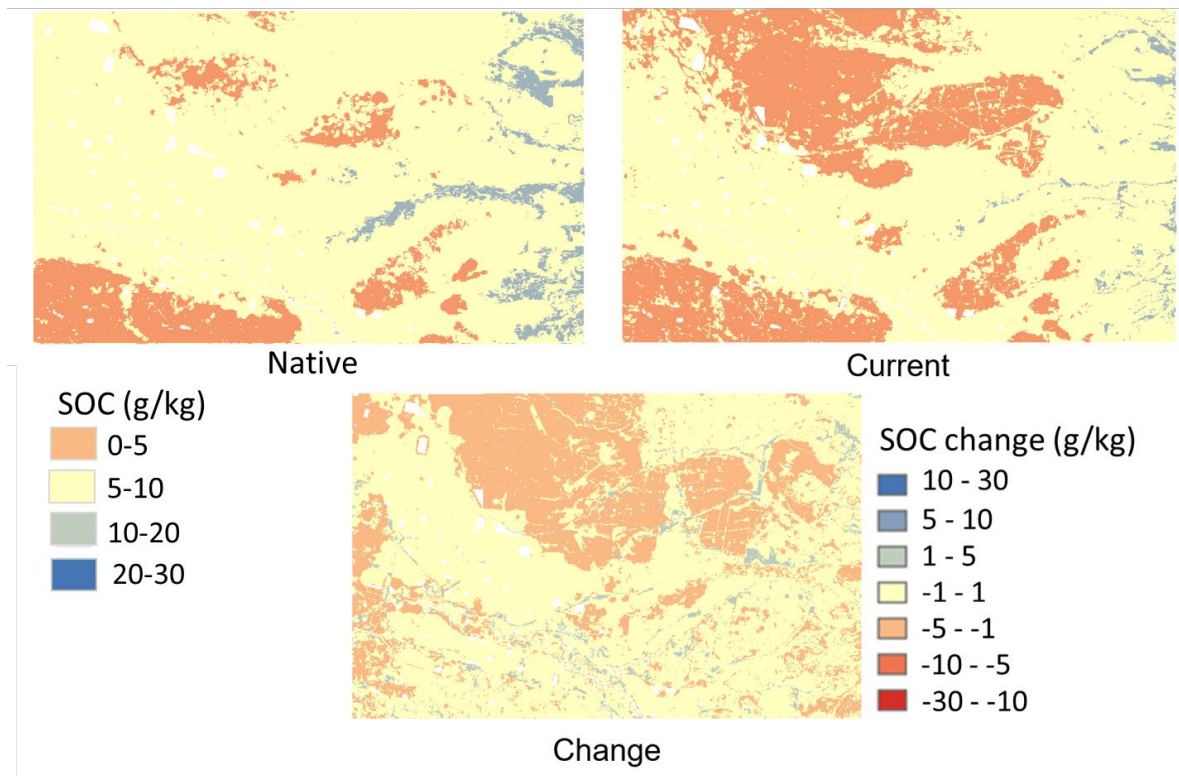 Native
Current
SOC (g/kg)
0-5
5-10
10-20
20-30
SOC change (g/kg)
10 - 30
5 - 10
1 - 5
-1 - 1
-5 - -1
-10 - -5
-30 - -10
Change